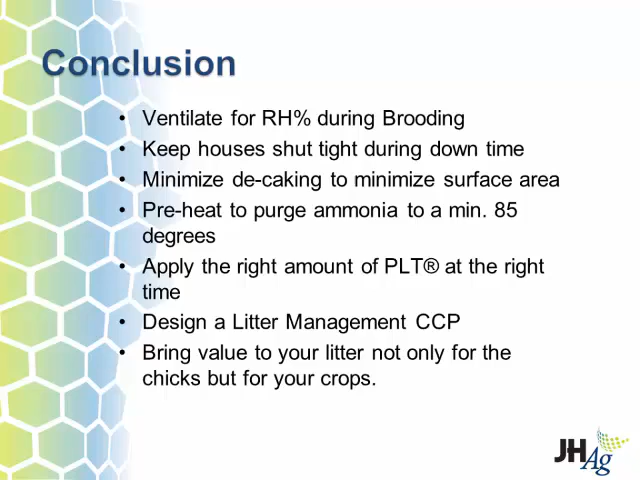 Conclusion
• Ventilate for RH% during Brooding
• Keep houses shut tight during down time
• Minimize de-caking to minimize surface area
• Pre-heat to purge ammonia to a min. 85
degrees
• Apply the right amount of PLT® at the right
time
• Design a Litter Management CCP
• Bring value to your litter not only for the
chicks but for your crops.
JH Ag